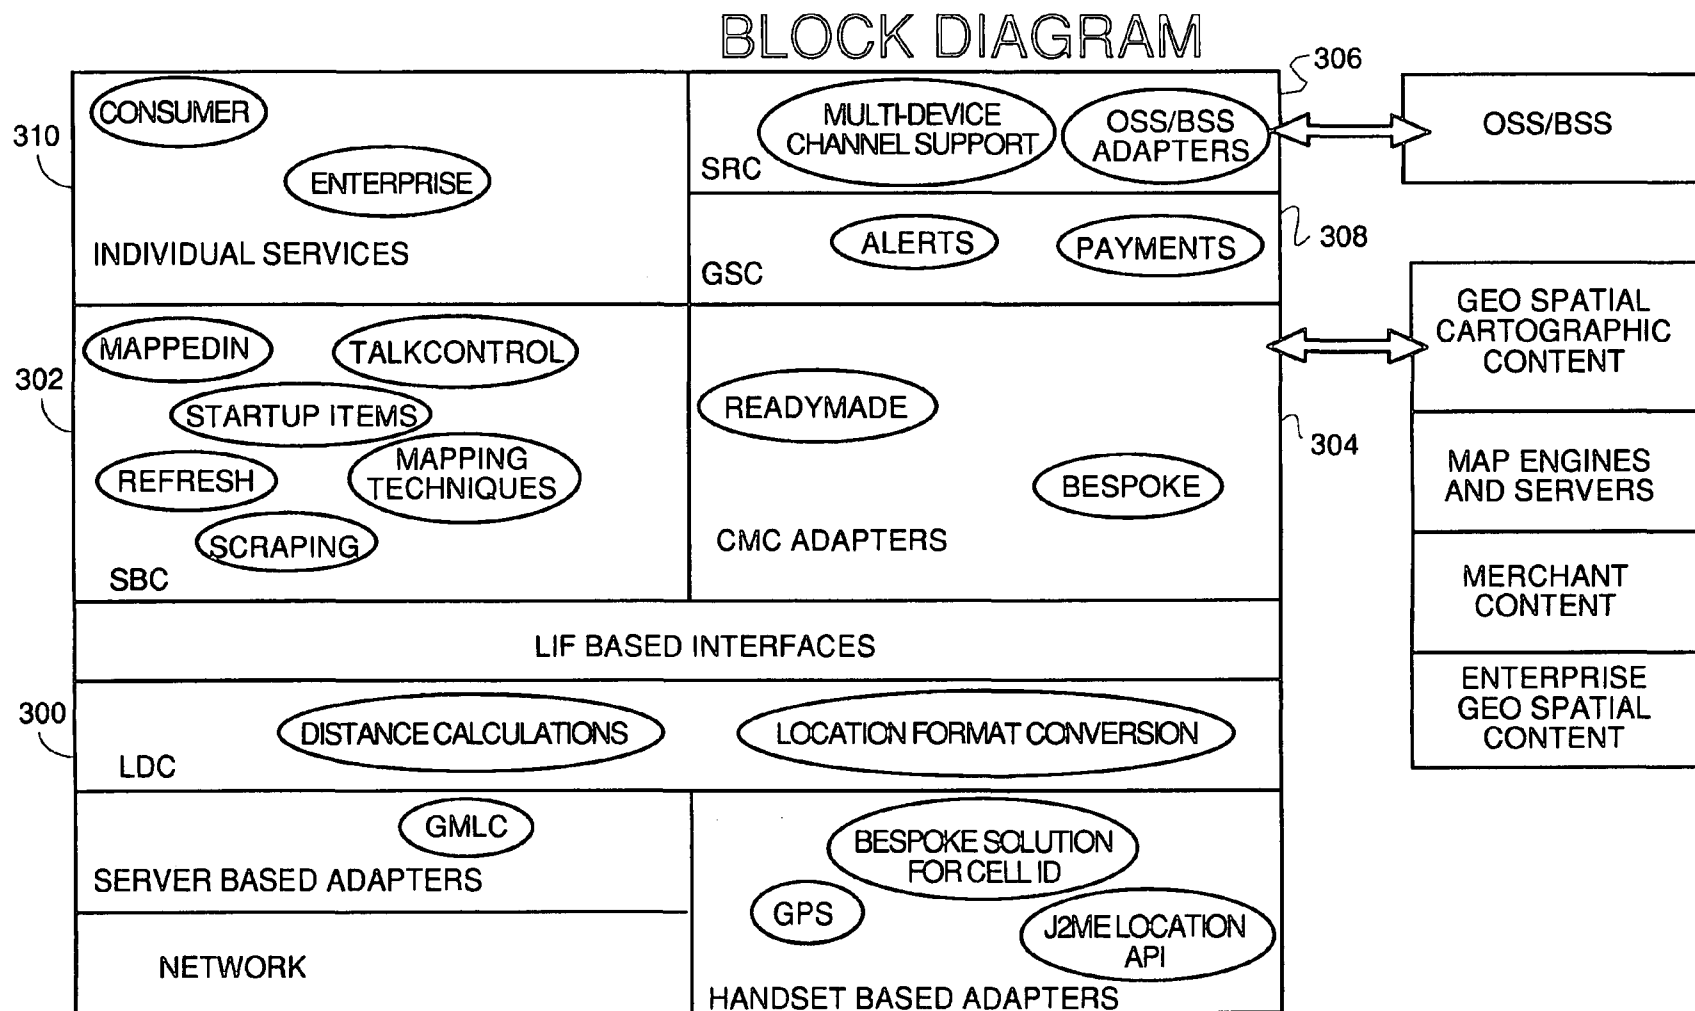 BLOCK DIAGRAM
310
CONSUMER
ENTERPRISE
INDIVIDUAL SERVICES
MULTI-DEVICE
CHANNEL SUPPORT
OSS/BSS
ADAPTERS
SRC
306
OSS/BSS
ALERTS
PAYMENTS
GSC
308
302
MAPPEDIN
TALKCONTROL
STARTUP ITEMS
REFRESH
MAPPING
TECHNIQUES
SCRAPING
SBC
READYMADE
BESPOKE
CMC ADAPTERS
304
GEO SPATIAL
CARTOGRAPHIC
CONTENT
MAP ENGINES
AND SERVERS
MERCHANT
CONTENT
ENTERPRISE
GEO SPATIAL
CONTENT
LIF BASED INTERFACES
300
DISTANCE CALCULATIONS
LOCATION FORMAT CONVERSION
LDC
GMLC
SERVER BASED ADAPTERS
NETWORK
BESPOKE SOLUTION
FOR CELL ID
GPS
J2ME LOCATION
API
HANDSET BASED ADAPTERS